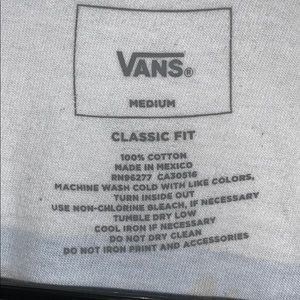 VANS®
MEDIUM
CLASSIC FIT
100% COTTON
MADE IN MEXICO
RN96277 CA30516
MACHINE WASH COLD WITH LIKE COLORS,
TURN INSIDE OUT
USE NON-CHLORINE BLEACH, IF NECESSARY
TUMBLE DRY LOW
COOL IRON IF NECESSARY
DO NOT DRY CLEAN
DO NOT IRON PRINT AND ACCESSORIES